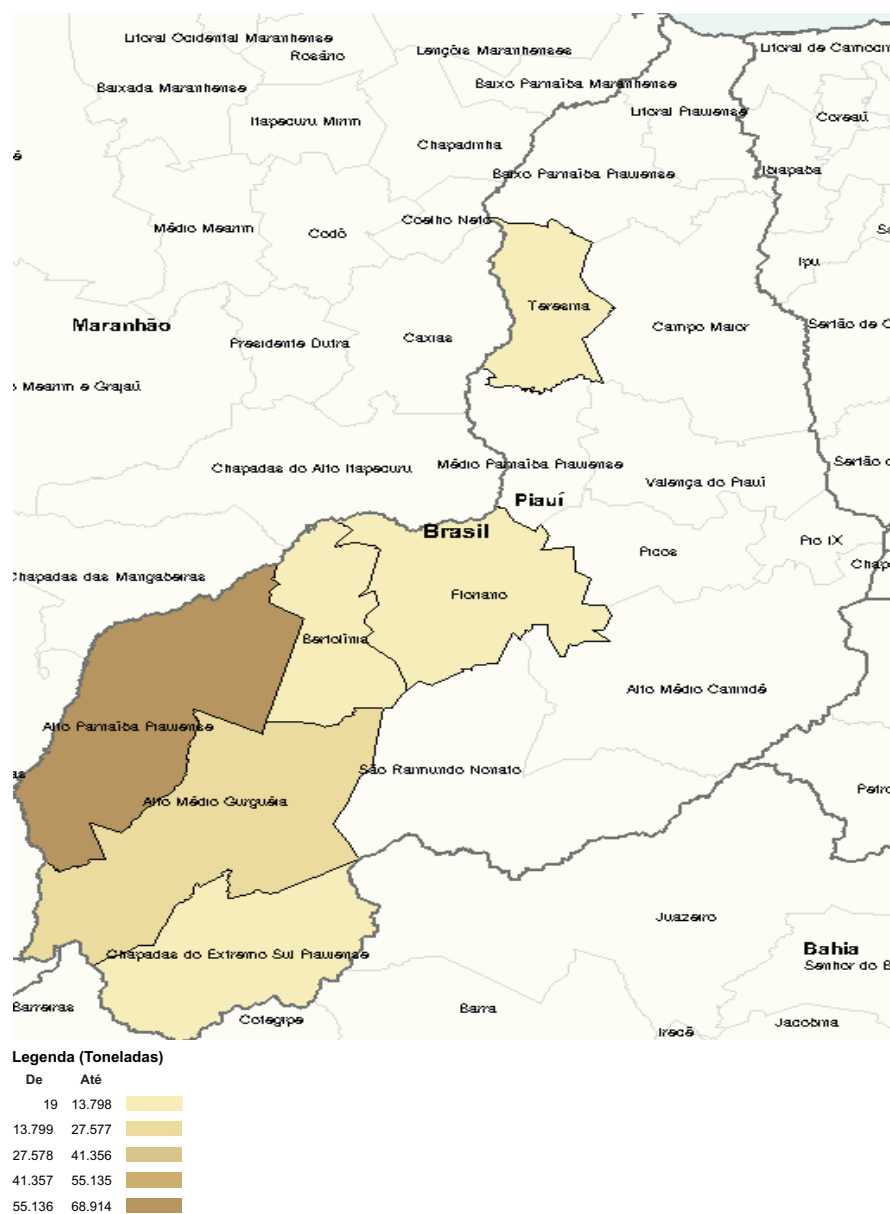 Litoral Ocidental Maranhense
Rosário
Lençóis Maranhenses
Litoral de Camocim
Baixada Maranhense
Baixo Parnaíba Maranhense
Itapecuru Mirim
Litoral Piauiense
Coreaú
Chapadinha
Baixo Parnaíba Piauiense
Ibiapaba
Médio Mearim
Codó
Coelho Neto
Ipu
Teresina
Maranhão
Presidente Dutra
Caxias
Campo Maior
Sertão de C
o Mearim e Grajaú
Chapadas do Alto Itapecuru
Médio Parnaíba Piauiense
Valença do Piauí
Sertão d
Piauí
Brasil
Picos
Pio IX
Chapadas das Mangabeiras
Chap
Floriano
Bertolínia
Alto Médio Canindé
Alto Parnaíba Piauiense
São Raimundo Nonato
as
Alto Médio Gurguéia
Petro
Juazeiro
Chapadas do Extremo Sul Piauiense
Bahia
Senhor do B
Barreiras
Cotegipe
Barra
Irecê
Jacobina
Legenda (Toneladas)
De Até
19 13.798
13.799 27.577
27.578 41.356
41.357 55.135
55.136 68.914